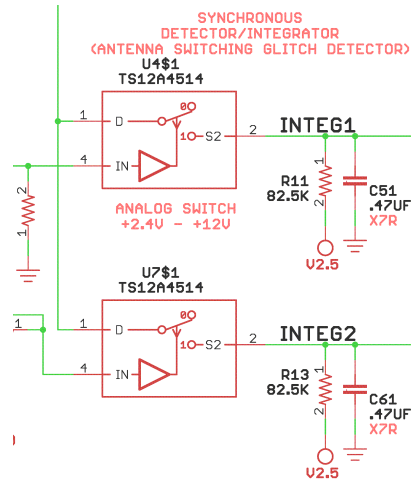 SYNCHRONOUS
DETECTOR/INTEGRATOR
(ANTENNA SWITCHING GLITCH DETECTOR)
U4$1
TS12A4514
1
D
0
1
S2
2
INTEG1
4
IN
2
1
1
R11
82.5K
2
C51
.47UF
X7R
V2.5
ANALOG SWITCH
+2.4V - +12V
U7$1
TS12A4514
1
1
D
0
1
S2
2
INTEG2
4
IN
1
R13
82.5K
2
C61
.47UF
X7R
V2.5